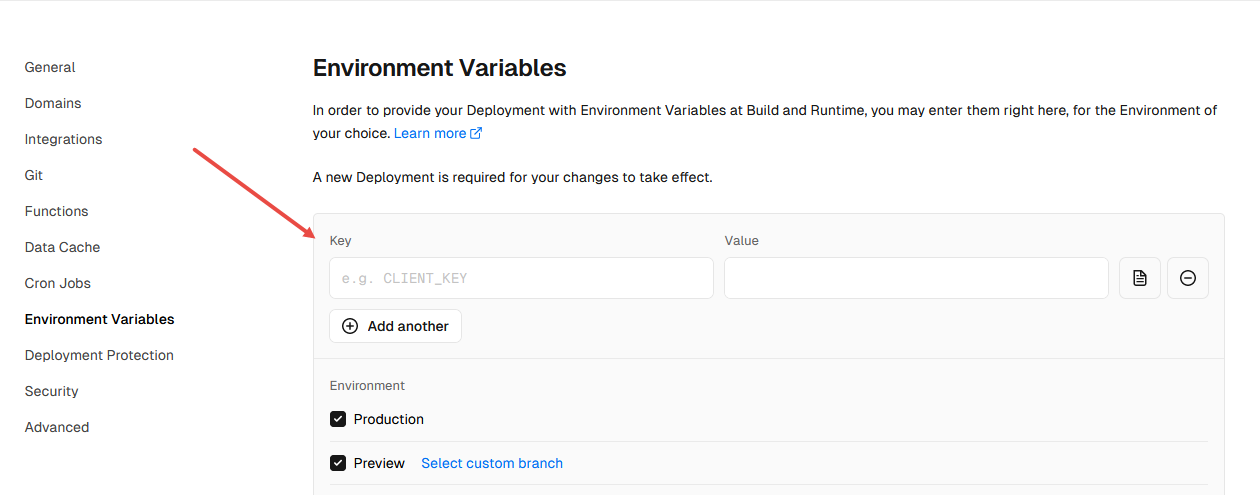 General
Domains
Integrations
Git
Functions
Data Cache
Cron Jobs
Environment Variables
Deployment Protection
Security
Advanced
Environment Variables
In order to provide your Deployment with Environment Variables at Build and Runtime, you may enter them right here, for the Environment of
your choice. Learn more
A new Deployment is required for your changes to take effect.
Key
Value
e.g. CLIENT_KEY
Add another
Environment
Production
Preview Select custom branch